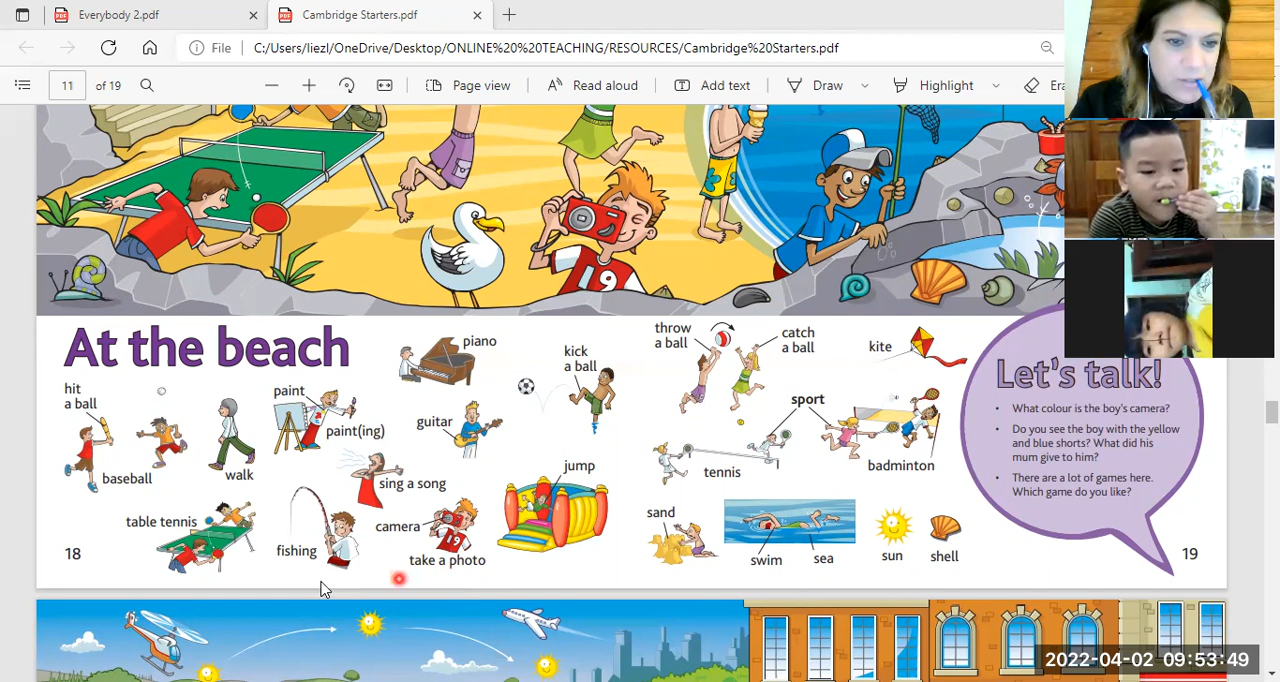 Everybody 2.pdf
Cambridge Starters.pdf
File
C:/Users/liezl/OneDrive/Desktop/ONLINE%20%20TEACHING/RESOURCES/Cambridge%20Starters.pdf
11
of 19
Page view
Read aloud
Add text
Draw
Highlight
Era
19
At the beach
hit
a ball
baseball
walk
paint
paint(ing)
piano
guitar
kick
a ball
sing a song
jump
table tennis
fishing
camera
19
take a photo
18
throw
a ball
catch
a ball
kite
sport
tennis
badminton
sand
swim
sea
sun
shell
Let's talk!
• What colour is the boy's camera?
• Do you see the boy with the yellow
and blue shorts? What did his
mum give to him?
• There are a lot of games here.
Which game do you like?
19
2022-04-02 09:53:49